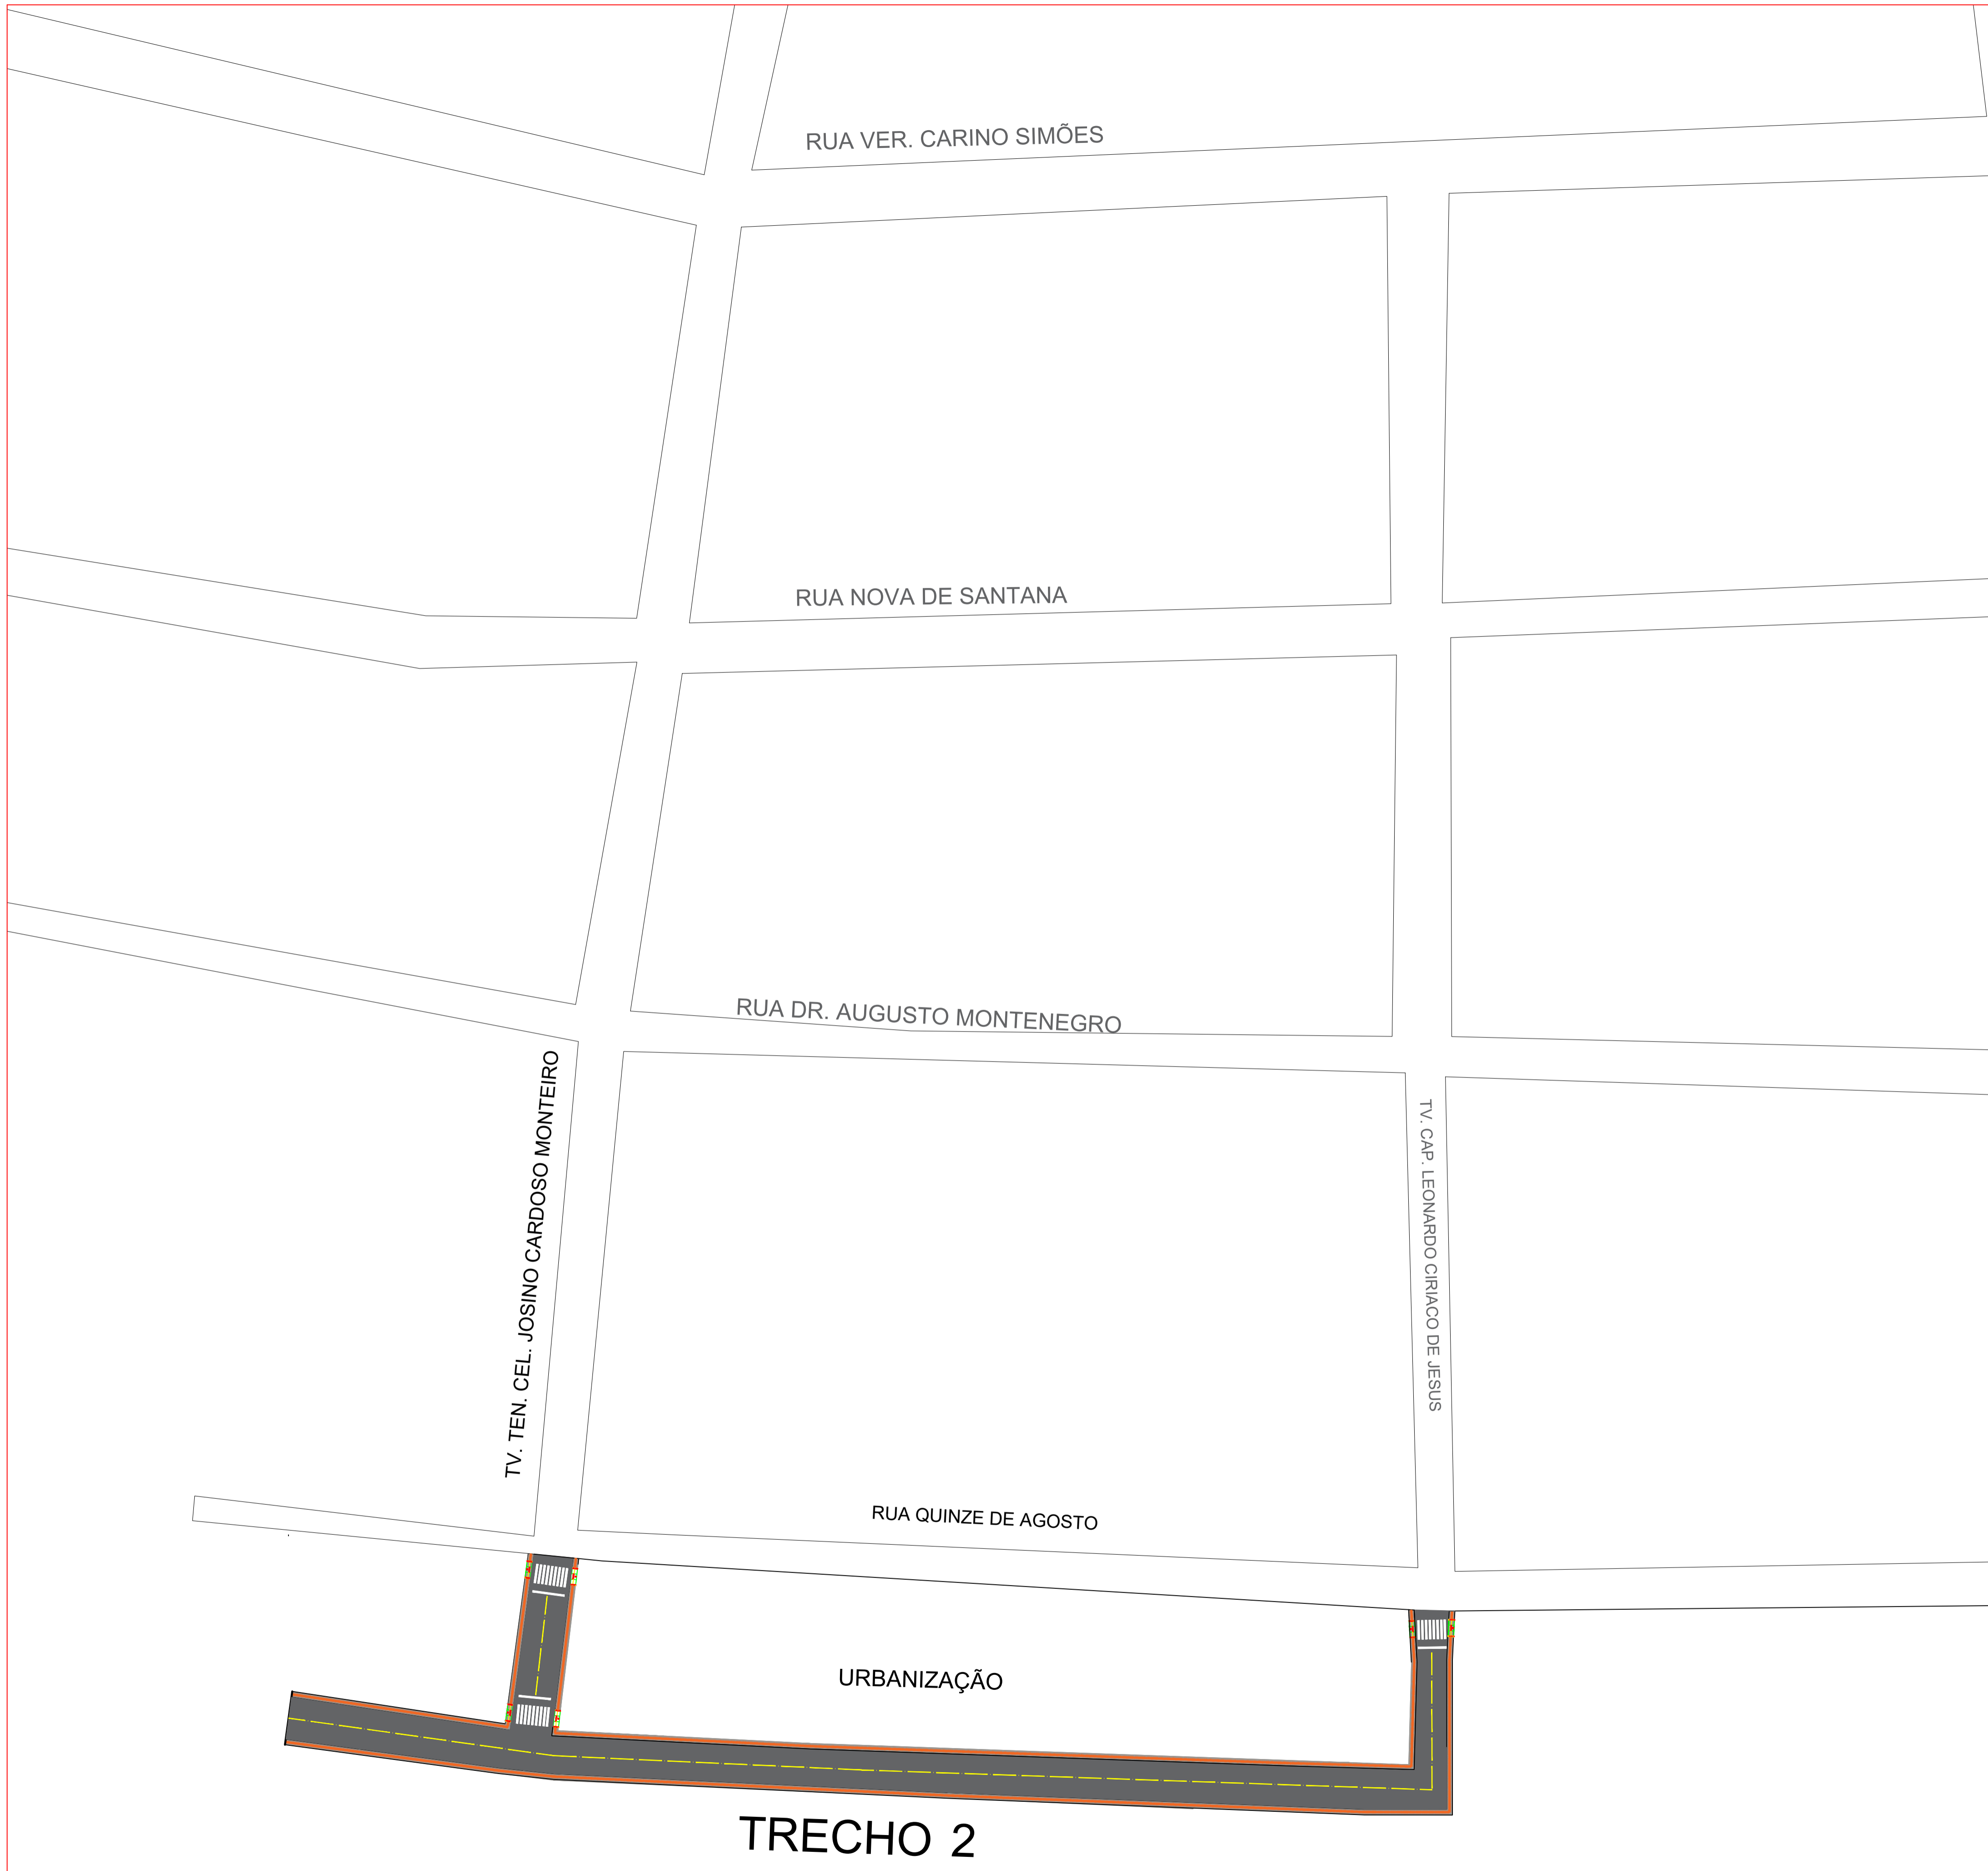 RUA VER. CARINO SIMÕES
RUA NOVA DE SANTANA
RUA DR. AUGUSTO MONTENEGRO
TV. TEN. CEL. JOSINO CARDOSO MONTEIRO
TV. CAP. LEONARDO CIRIACO DE JESUS
RUA QUINZE DE AGOSTO
URBANIZAÇÃO
TRECHO 2